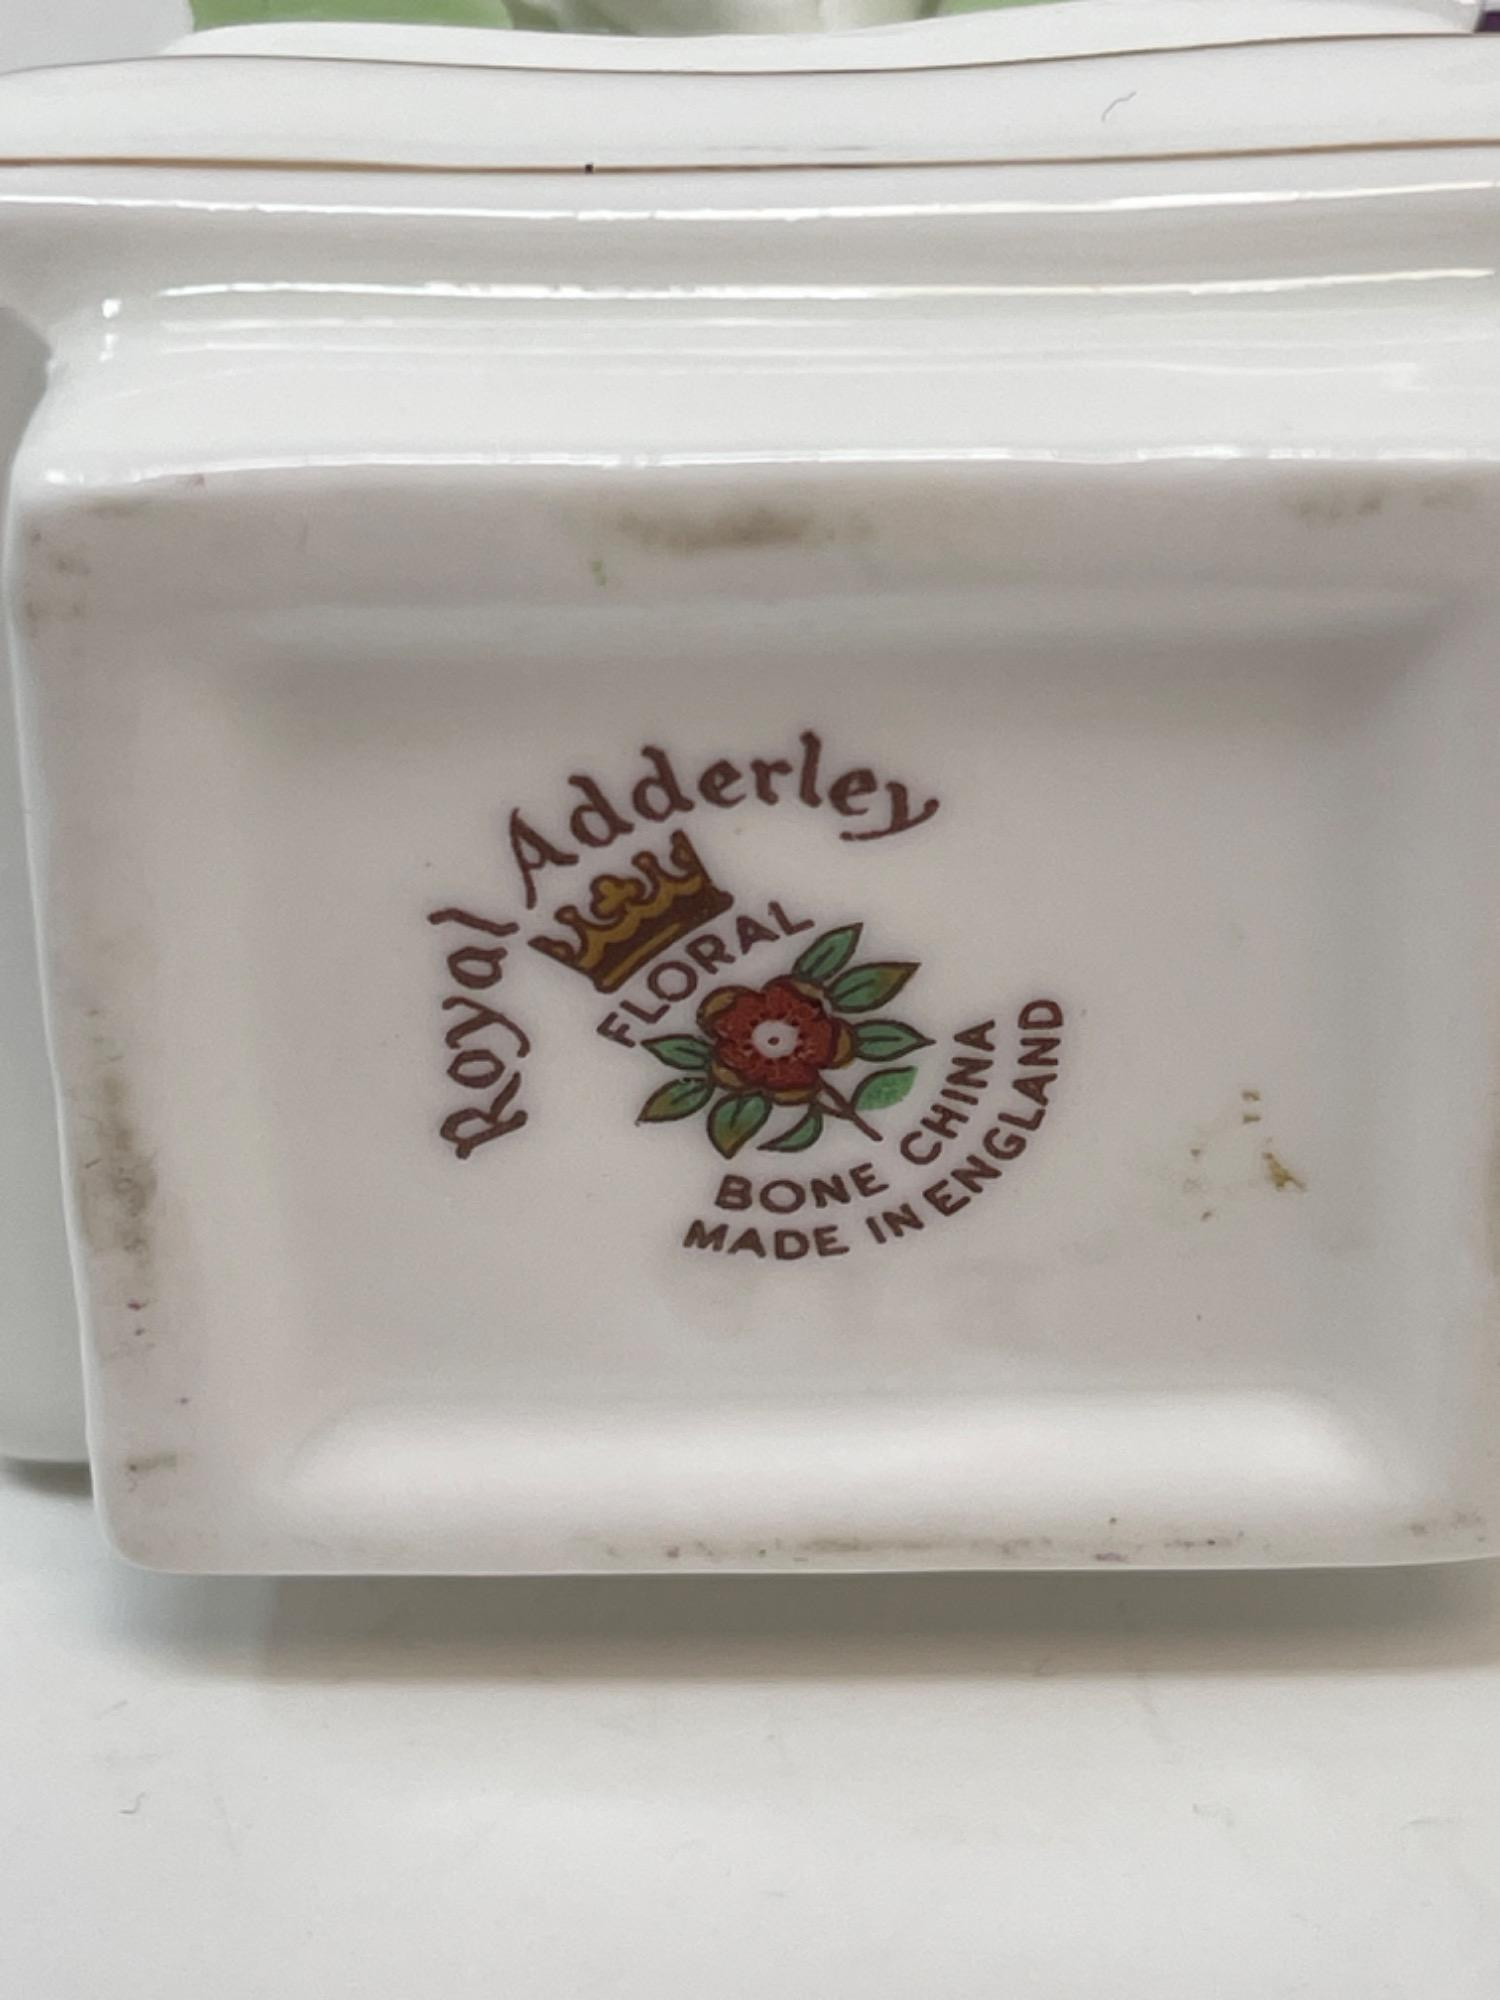 Royal Adderley
FLORAL
BONE CHINA
MADE IN ENGLAND